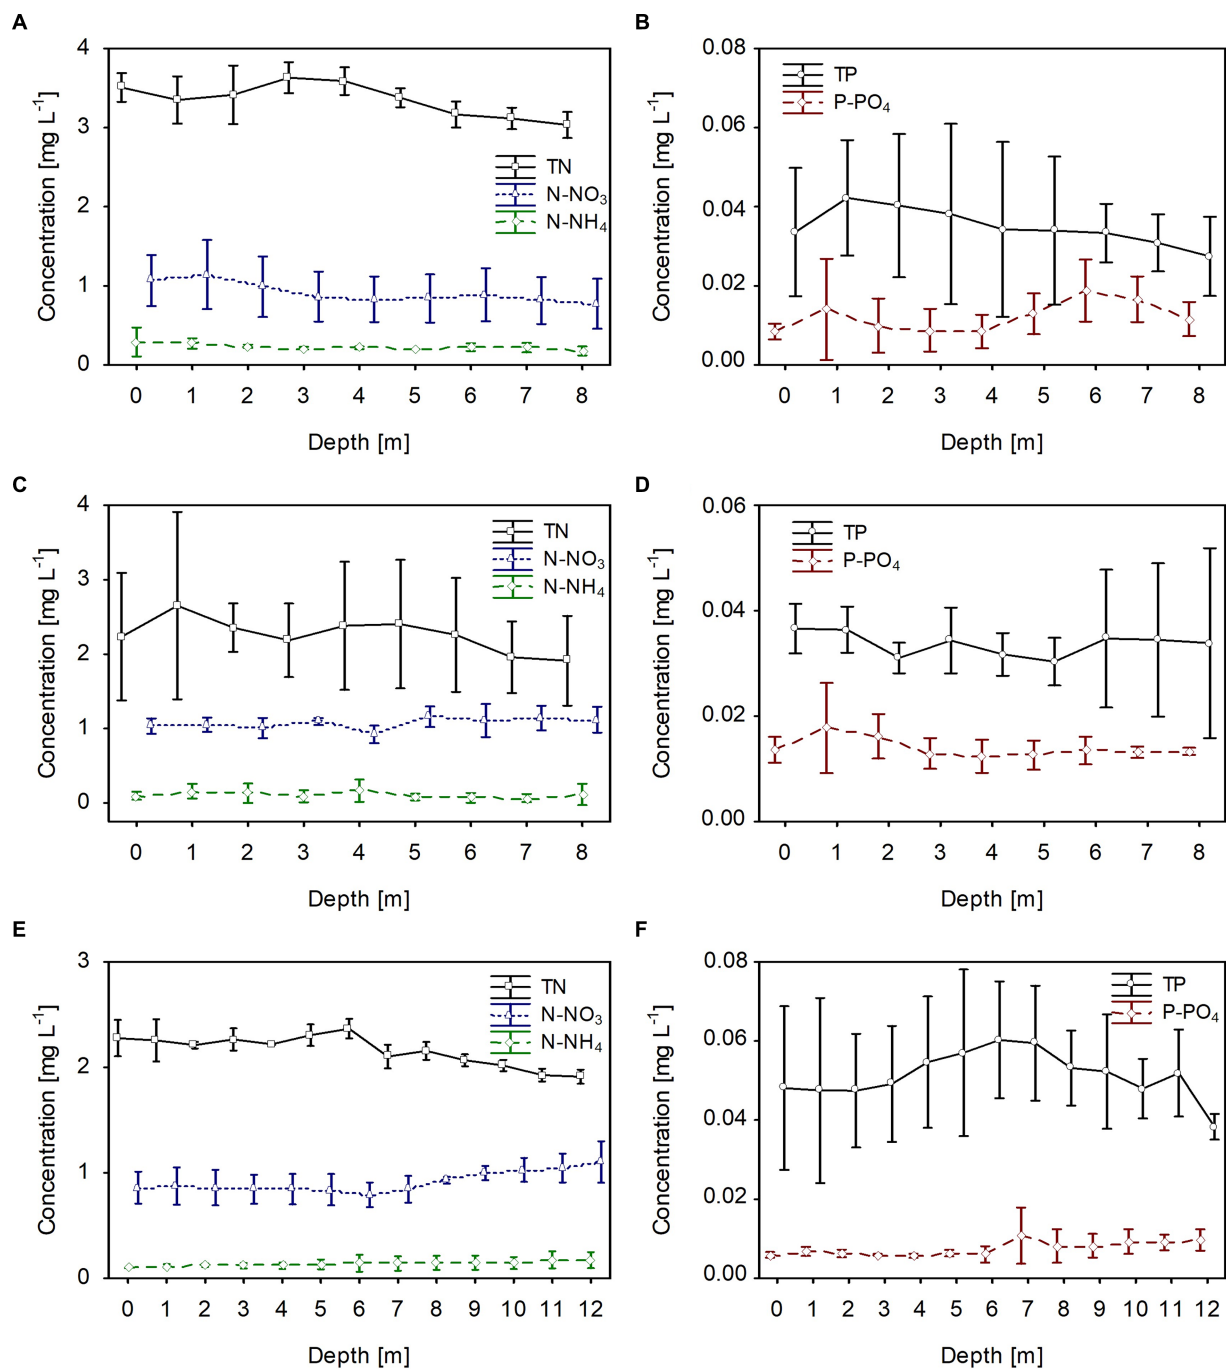 A
Concentration [mg L⁻¹]
4
3
2
1
0
TN
N-NO₃
N-NH₄
0 1 2 3 4 5 6 7 8
Depth [m]
B
Concentration [mg L⁻¹]
0.08
0.06
0.04
0.02
0.00
TP
P-PO₄
0 1 2 3 4 5 6 7 8
Depth [m]
C
Concentration [mg L⁻¹]
4
3
2
1
0
TN
N-NO₃
N-NH₄
0 1 2 3 4 5 6 7 8
Depth [m]
D
Concentration [mg L⁻¹]
0.06
0.04
0.02
0.00
TP
P-PO₄
0 1 2 3 4 5 6 7 8
Depth [m]
E
Concentration [mg L⁻¹]
3
2
1
0
TN
N-NO₃
N-NH₄
0 1 2 3 4 5 6 7 8 9 10 11 12
Depth [m]
F
Concentration [mg L⁻¹]
0.08
0.06
0.04
0.02
0.00
TP
P-PO₄
0 1 2 3 4 5 6 7 8 9 10 11 12
Depth [m]